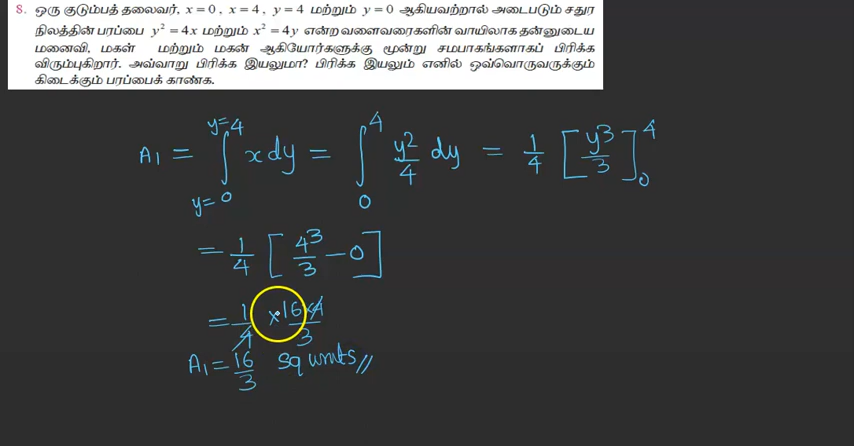 8. ஒரு குடும்பத் தலைவர், x = 0 , x = 4 , y = 4 மற்றும் y = 0 ஆகியவற்றால் அடைபடும் சதுர
நிலத்தின் பரப்பை y² = 4x மற்றும் x² = 4y என்ற வளைவரைகளின் வாயிலாக தன்னுடைய
மனைவி, மகள் மற்றும் மகன் ஆகியோர்களுக்கு மூன்று சமபாகங்களாகப் பிரிக்க
விரும்புகிறார். அவ்வாறு பிரிக்க இயலுமா? பிரிக்க இயலும் எனில் ஒவ்வொருவருக்கும்
கிடைக்கும் பரப்பைக் காண்க.
A₁ = ∫_{y=0}^{y=4} x dy = ∫_0^4 y²/4 dy = 1/4 [ y³/3 ]_0^4
= 1/4 [ 4³/3 − 0 ]
= 1/4 × 16×4/3
A₁ = 16/3 sq units //